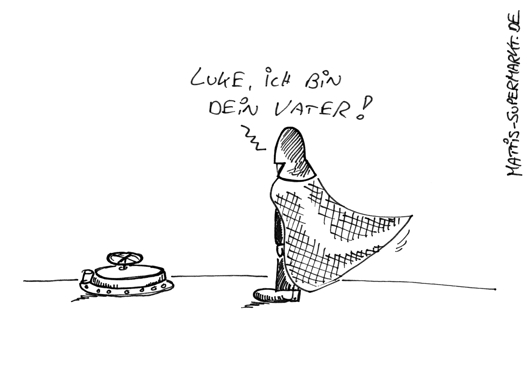 LUKE, ICH BIN
DEIN VATER!
MATTIS-SUPERMARKT.DE